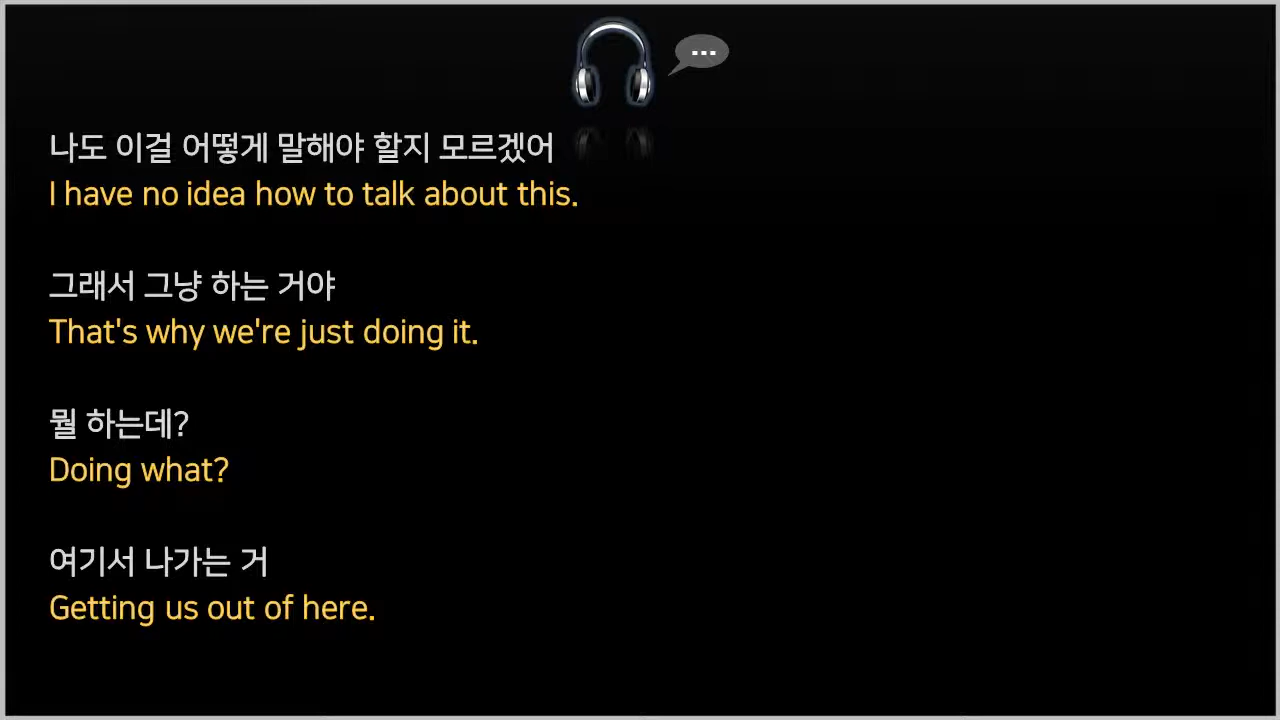 나도 이걸 어떻게 말해야 할지 모르겠어
I have no idea how to talk about this.
그래서 그냥 하는 거야
That's why we're just doing it.
뭘 하는데?
Doing what?
여기서 나가는 거
Getting us out of here.